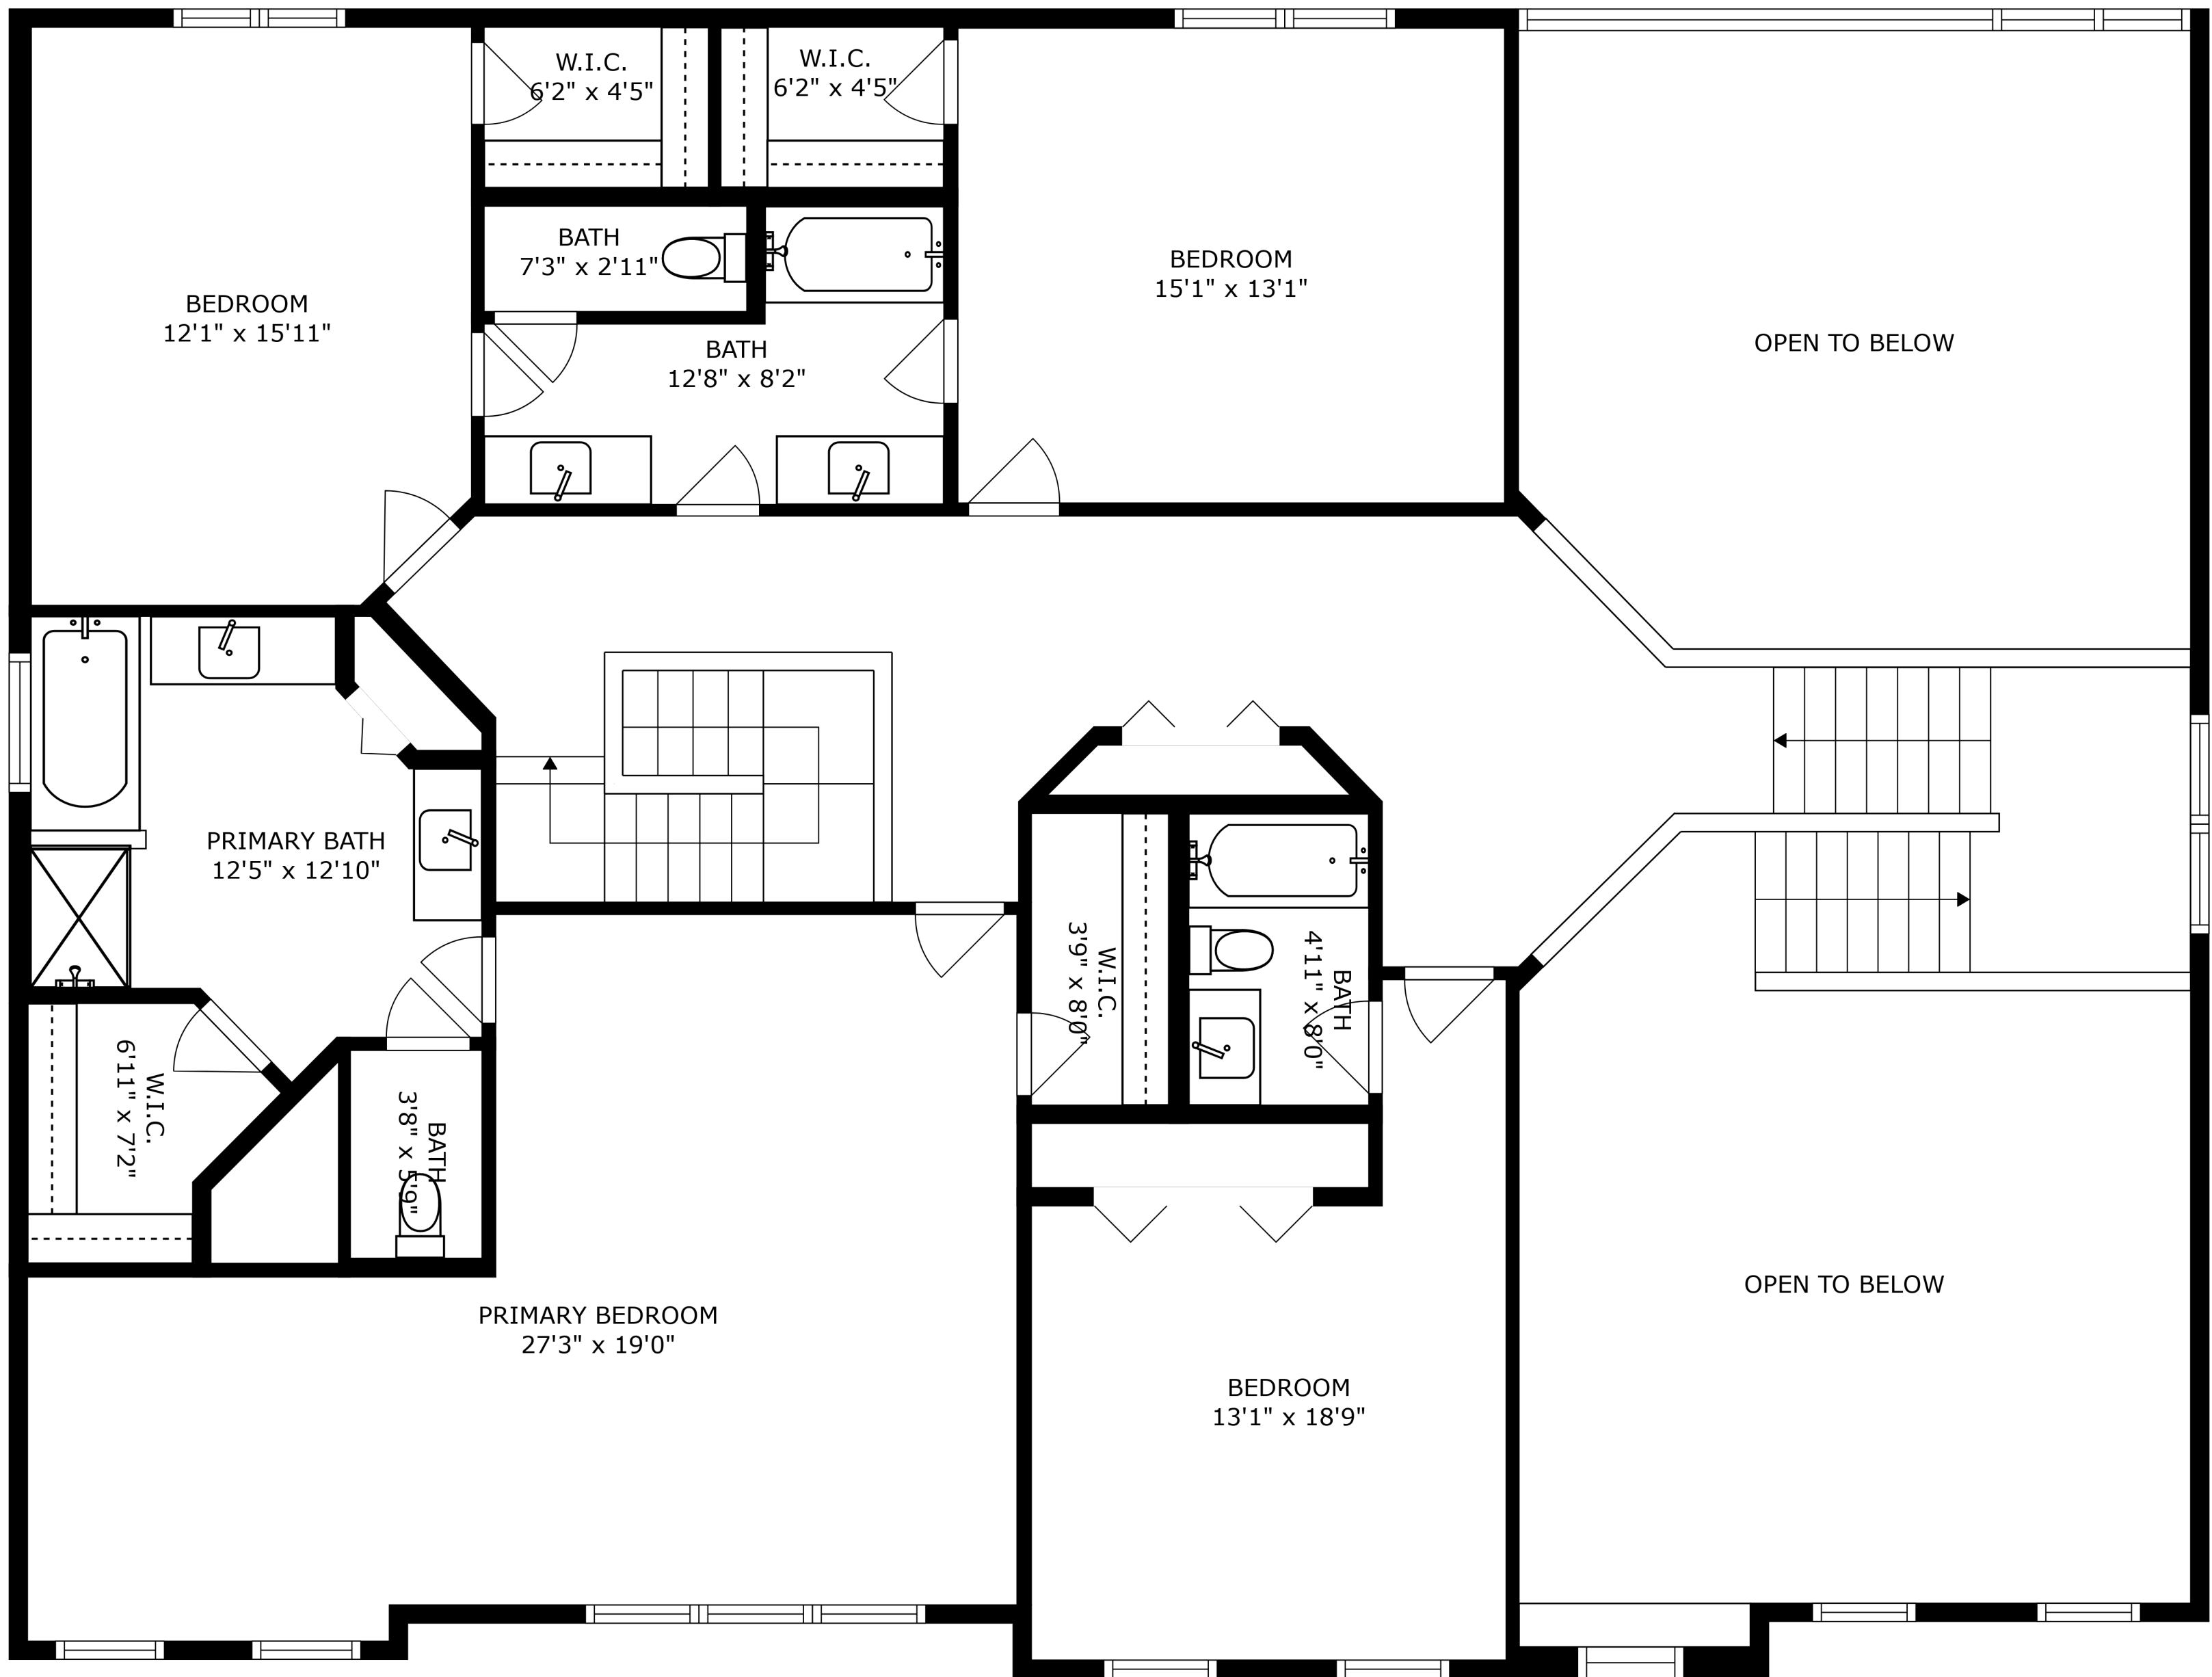 W.I.C.
6'2" x 4'5"
W.I.C.
6'2" x 4'5"
BATH
7'3" x 2'11"
BEDROOM
15'1" x 13'1"
BEDROOM
12'1" x 15'11"
OPEN TO BELOW
BATH
12'8" x 8'2"
PRIMARY BATH
12'5" x 12'10"
W.I.C.
3'9" x 8'0"
BATH
4'11" x 8'0"
W.I.C.
6'11" x 7'2"
BATH
3'8" x 5'9"
PRIMARY BEDROOM
27'3" x 19'0"
OPEN TO BELOW
BEDROOM
13'1" x 18'9"